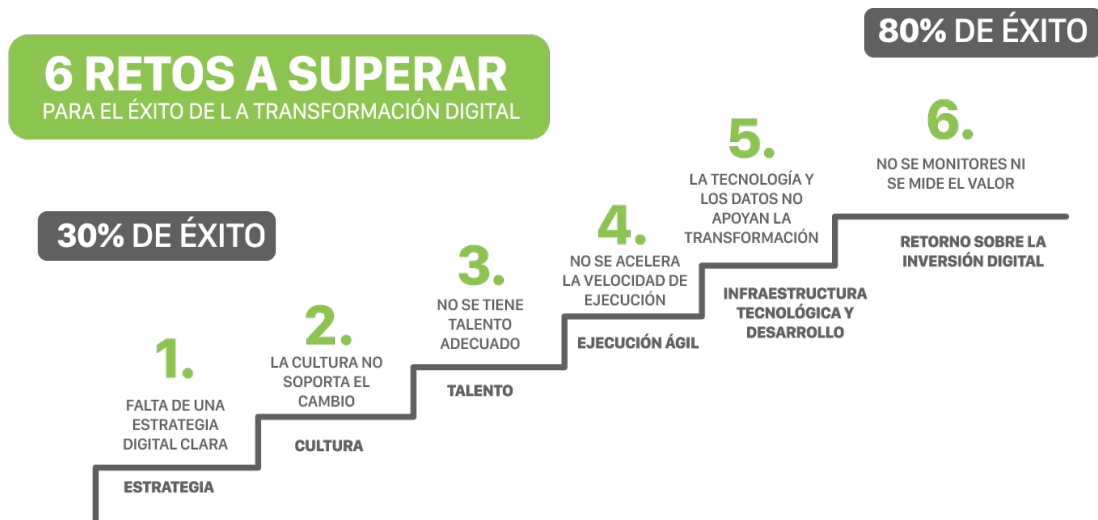 6 RETOS A SUPERAR
PARA EL ÉXITO DE L A TRANSFORMACIÓN DIGITAL
80% DE ÉXITO
30% DE ÉXITO
1.
FALTA DE UNA
ESTRATEGIA
DIGITAL CLARA
ESTRATEGIA
2.
LA CULTURA NO
SOPORTA EL
CAMBIO
CULTURA
3.
NO SE TIENE
TALENTO
ADECUADO
TALENTO
4.
NO SE ACELERA
LA VELOCIDAD DE
EJECUCIÓN
EJECUCIÓN ÁGIL
5.
LA TECNOLOGÍA Y
LOS DATOS NO
APOYAN LA
TRANSFORMACIÓN
INFRAESTRUCTURA
TECNOLÓGICA Y
DESARROLLO
6.
NO SE MONITORES NI
SE MIDE EL VALOR
RETORNO SOBRE LA
INVERSIÓN DIGITAL